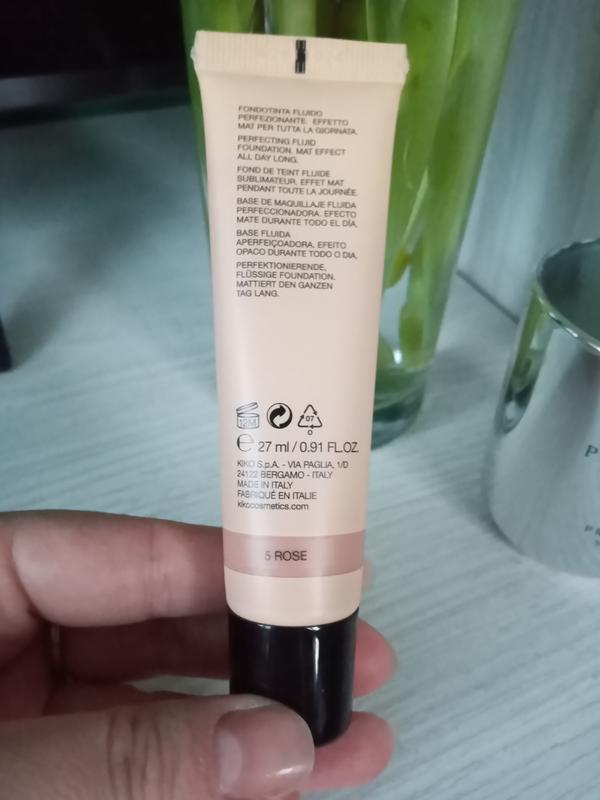 FONDOTINTA FLUIDO
PERFEZIONANTE. EFFETTO
MAT PER TUTTA LA GIORNATA.
PERFECTING FLUID
FOUNDATION. MAT EFFECT
ALL DAY LONG.
FOND DE TEINT FLUIDE
SUBLIMATEUR. EFFET MAT
PENDANT TOUTE LA JOURNÉE.
BASE DE MAQUILLAJE FLUIDA
PERFECCIONADORA. EFECTO
MATE DURANTE TODO EL DÍA.
BASE FLUIDA
APERFEIÇOADORA. EFEITO
OPACO DURANTE TODO O DIA.
PERFEKTIONIERENDE,
FLÜSSIGE FOUNDATION.
MATTIERT DEN GANZEN
TAG LANG.
12M
07
O
e 27 ml / 0.91 FL.OZ.
KIKO S.p.A. - VIA PAGLIA, 1/D
24122 BERGAMO - ITALY
MADE IN ITALY
FABRIQUÉ EN ITALIE
kikocosmetics.com
5 ROSE